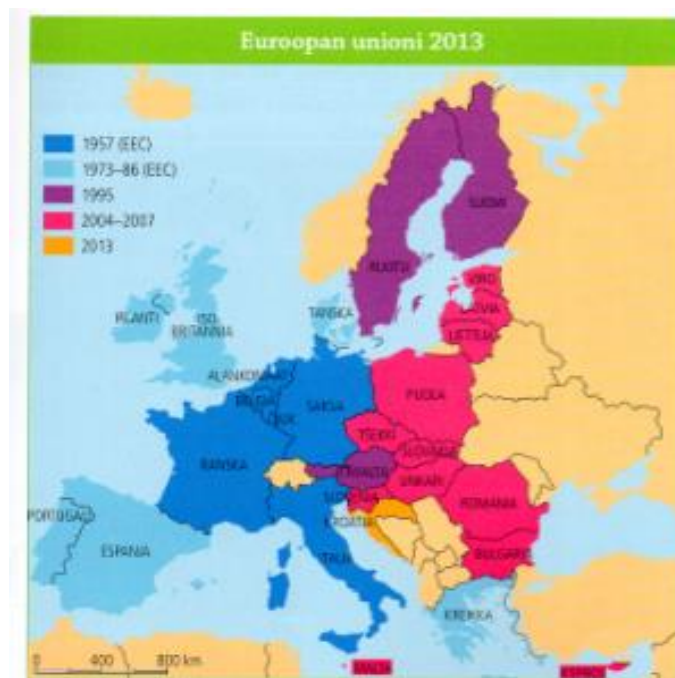 Euroopan unioni 2013
1957 (EEC)
1973–86 (EEC)
1995
2004–2007
2013
SUOMI
RUOTSI
VIRO
LATVIA
LIETTUA
TANSKA
IRLANTI
ISO-
BRITANNIA
ALANKOMAAT
BELGIA
LUX.
SAKSA
PUOLA
TSEKKI
SLOVAKIA
RANSKA
ITÄVALTA
UNKARI
SLOVENIA
ROMANIA
KROATIA
PORTUGALI
ESPANJA
ITALIA
BULGARIA
KREIKKA
MALTA
KYPROS
0 400 800 km